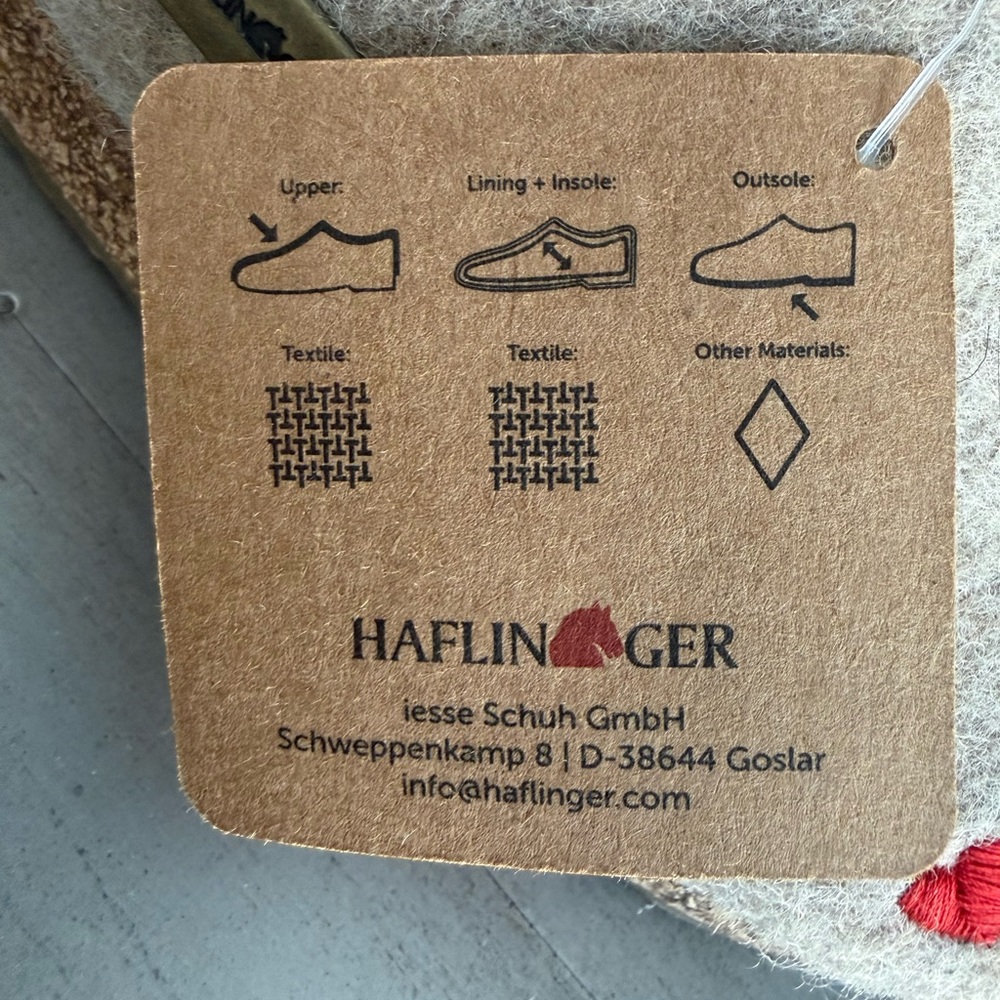 Upper:
Lining + Insole:
Outsole:
Textile:
Textile:
Other Materials:
HAFLINGER
iesse Schuh GmbH
Schweppenkamp 8 | D-38644 Goslar
info@haflinger.com